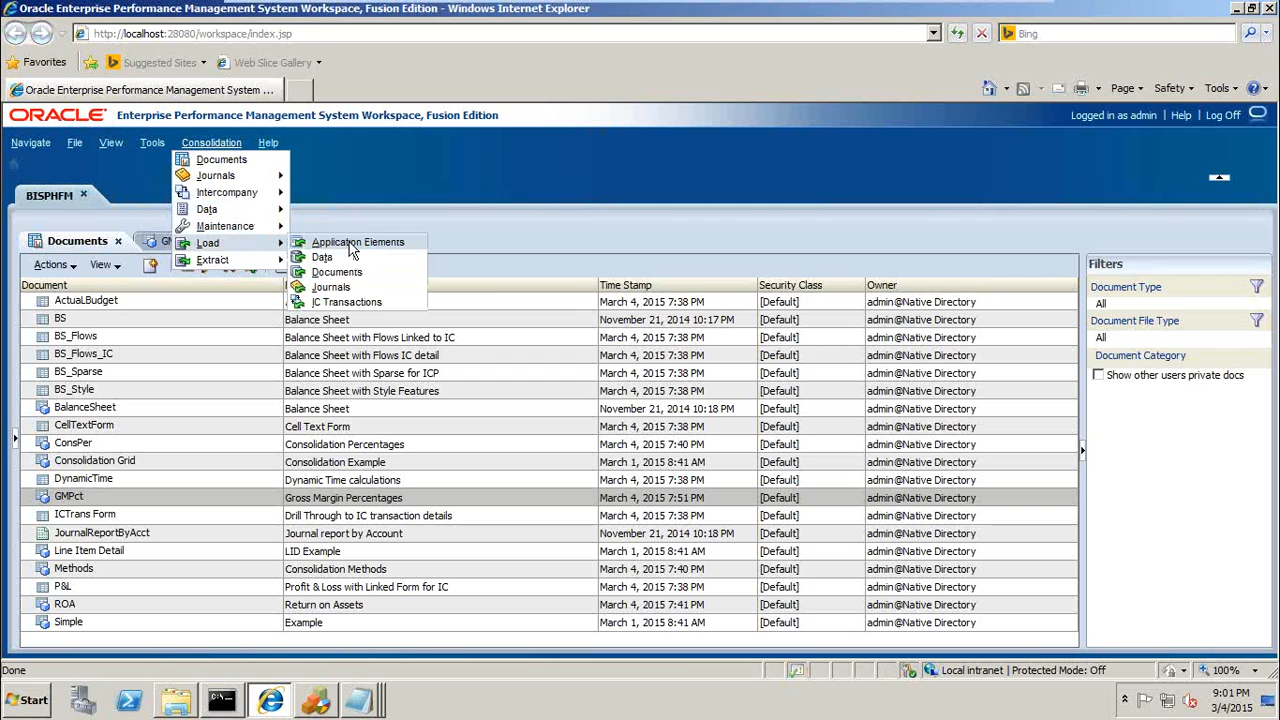 Oracle Enterprise Performance Management System Workspace, Fusion Edition - Windows Internet Explorer
http://localhost:28080/workspace/index.jsp
Bing
Favorites
Suggested Sites
Web Slice Gallery
Oracle Enterprise Performance Management System ...
Page
Safety
Tools
ORACLE
Enterprise Performance Management System Workspace, Fusion Edition
Logged in as admin | Help | Log Off
Navigate File View Tools Consolidation Help
Documents
Journals
Intercompany
Data
Maintenance
Load
Extract
Application Elements
Data
Documents
Journals
IC Transactions
BISPHFM
Documents
Actions
View
Document
Time Stamp
Security Class
Owner
ActuaLBudget March 4, 2015 7:38 PM [Default] admin@Native Directory
BS Balance Sheet November 21, 2014 10:17 PM [Default] admin@Native Directory
BS_Flows Balance Sheet with Flows Linked to IC March 4, 2015 7:38 PM [Default] admin@Native Directory
BS_Flows_IC Balance Sheet with Flows IC detail March 4, 2015 7:38 PM [Default] admin@Native Directory
BS_Sparse Balance Sheet with Sparse for ICP March 4, 2015 7:38 PM [Default] admin@Native Directory
BS_Style Balance Sheet with Style Features March 4, 2015 7:38 PM [Default] admin@Native Directory
BalanceSheet Balance Sheet November 21, 2014 10:18 PM [Default] admin@Native Directory
CellTextForm Cell Text Form March 4, 2015 7:38 PM [Default] admin@Native Directory
ConsPer Consolidation Percentages March 4, 2015 7:40 PM [Default] admin@Native Directory
Consolidation Grid Consolidation Example March 1, 2015 8:41 AM [Default] admin@Native Directory
DynamicTime Dynamic Time calculations March 4, 2015 7:38 PM [Default] admin@Native Directory
GMPct Gross Margin Percentages March 4, 2015 7:51 PM [Default] admin@Native Directory
ICTrans Form Drill Through to IC transaction details March 4, 2015 7:38 PM [Default] admin@Native Directory
JournalReportByAcct Journal report by Account November 21, 2014 10:18 PM [Default] admin@Native Directory
Line Item Detail LID Example March 1, 2015 8:41 AM [Default] admin@Native Directory
Methods Consolidation Methods March 4, 2015 7:40 PM [Default] admin@Native Directory
P&L Profit & Loss with Linked Form for IC March 4, 2015 7:38 PM [Default] admin@Native Directory
ROA Return on Assets March 4, 2015 7:41 PM [Default] admin@Native Directory
Simple Example March 1, 2015 8:41 AM [Default] admin@Native Directory
Filters
Document Type
All
Document File Type
All
Document Category
Show other users private docs
Done
Local intranet | Protected Mode: Off
100%
Start
9:01 PM
3/4/2015